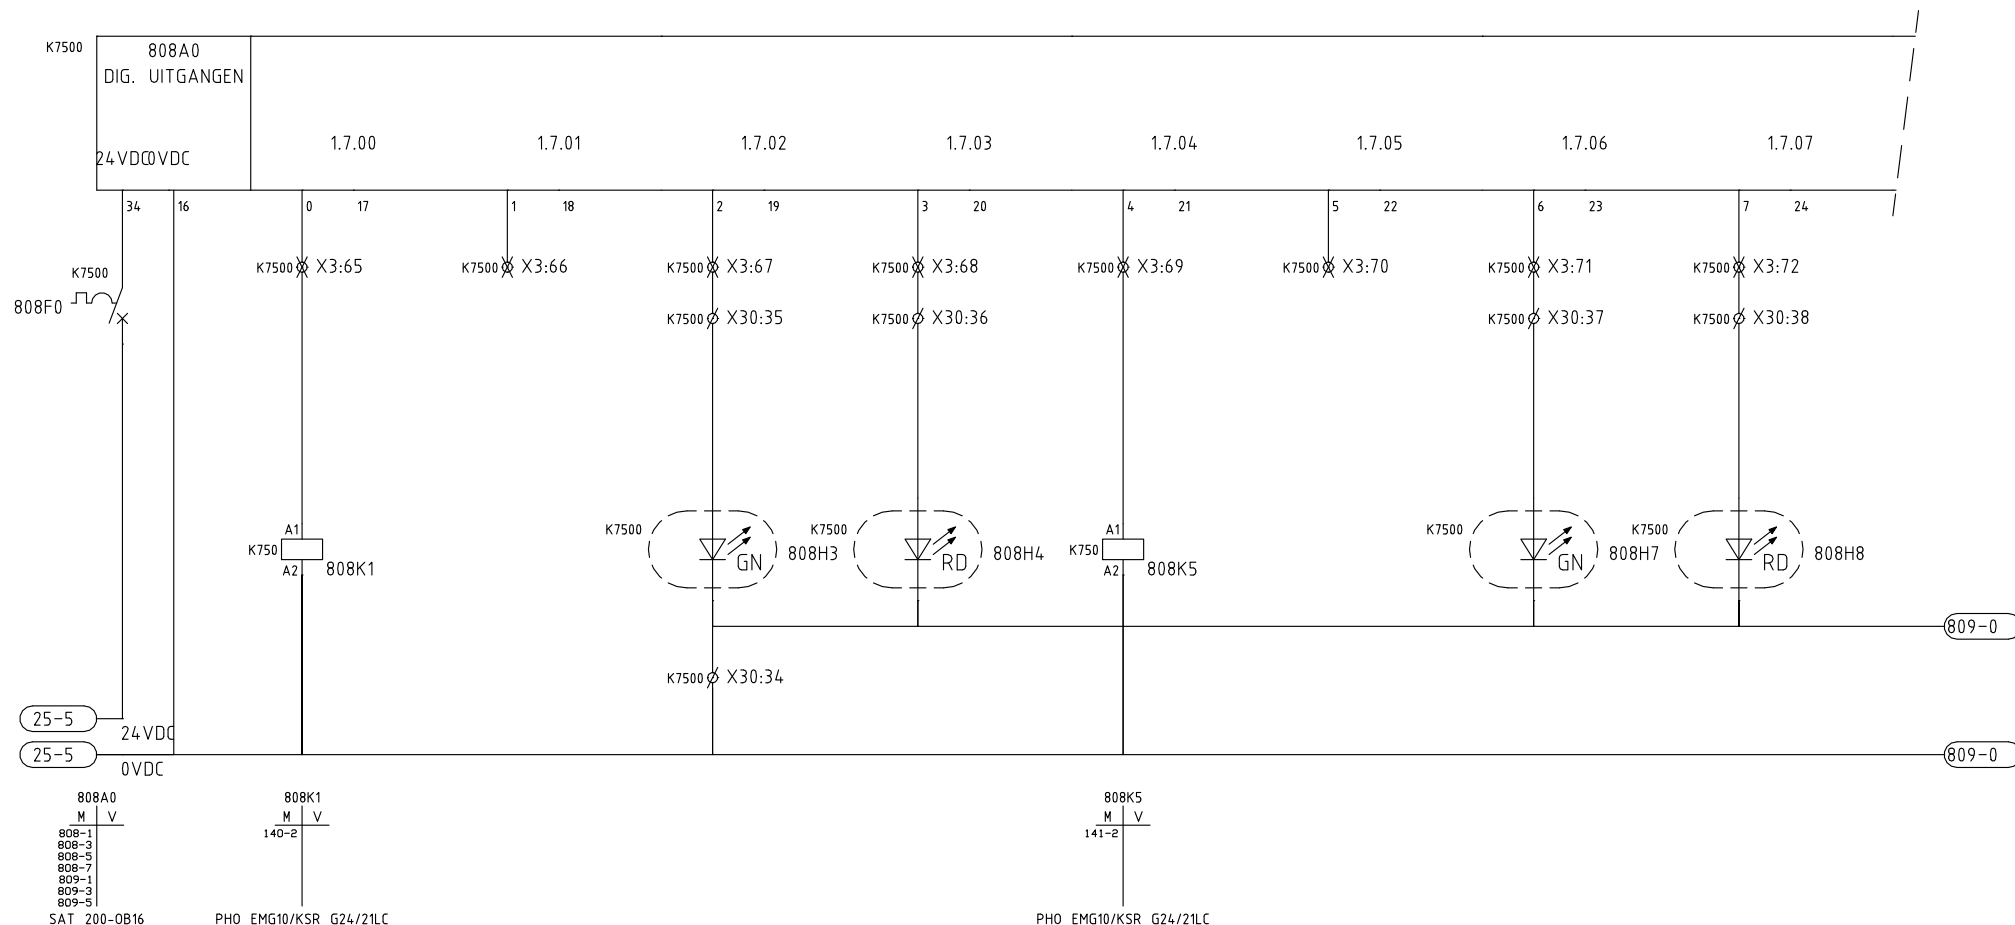 K7500
808A0
DIG. UITGANGEN
1.7.00 1.7.01 1.7.02 1.7.03 1.7.04 1.7.05 1.7.06 1.7.07
24VDC 0VDC
34 16 0 17 1 18 2 19 3 20 4 21 5 22 6 23 7 24
K7500 X3:65 K7500 X3:66 K7500 X3:67 K7500 X3:68 K7500 X3:69 K7500 X3:70 K7500 X3:71 K7500 X3:72
K7500
808F0
K7500 X30:35 K7500 X30:36 K7500 X30:37 K7500 X30:38
A1 K7500 K7500 A1 K7500 K7500
K750 808H3 808H4 K750 808H7 808H8
GN RD GN RD
A2 808K1 A2 808K5
809-0
K7500 X30:34
25-5
24VDC
25-5 809-0
0VDC
808A0 808K1 808K5
M V M V M V
808-1 140-2 141-2
808-3
808-5
808-7
809-1
809-3
809-5
SAT 200-OB16 PHO EMG10/KSR G24/21LC PHO EMG10/KSR G24/21LC